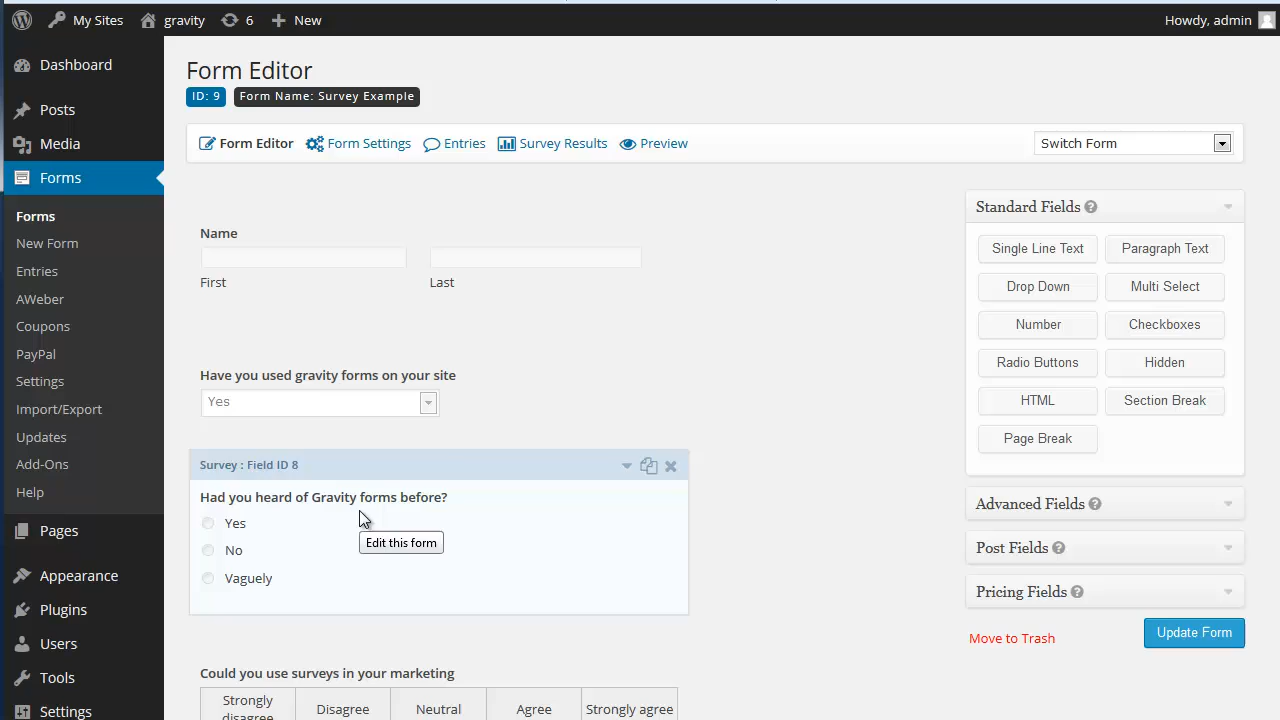 My Sites
gravity
6
New
Howdy, admin
Dashboard
Posts
Media
Forms
Forms
New Form
Entries
AWeber
Coupons
PayPal
Settings
Import/Export
Updates
Add-Ons
Help
Pages
Appearance
Plugins
Users
Tools
Settings
Form Editor
ID: 9
Form Name: Survey Example
Form Editor
Form Settings
Entries
Survey Results
Preview
Switch Form
Name
First
Last
Have you used gravity forms on your site
Yes
Survey : Field ID 8
Had you heard of Gravity forms before?
Yes
No
Vaguely
Edit this form
Could you use surveys in your marketing
Strongly
disagree
Disagree
Neutral
Agree
Strongly agree
Standard Fields
Single Line Text
Paragraph Text
Drop Down
Multi Select
Number
Checkboxes
Radio Buttons
Hidden
HTML
Section Break
Page Break
Advanced Fields
Post Fields
Pricing Fields
Move to Trash
Update Form